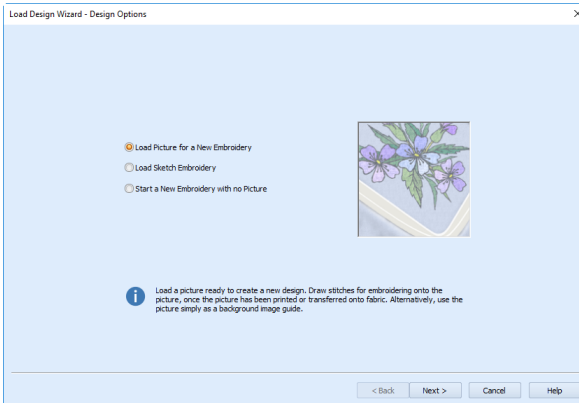 Load Design Wizard - Design Options
Load Picture for a New Embroidery
Load Sketch Embroidery
Start a New Embroidery with no Picture
Load a picture ready to create a new design. Draw stitches for embroidering onto the
picture, once the picture has been printed or transferred onto fabric. Alternatively, use the
picture simply as a background image guide.
< Back Next > Cancel Help